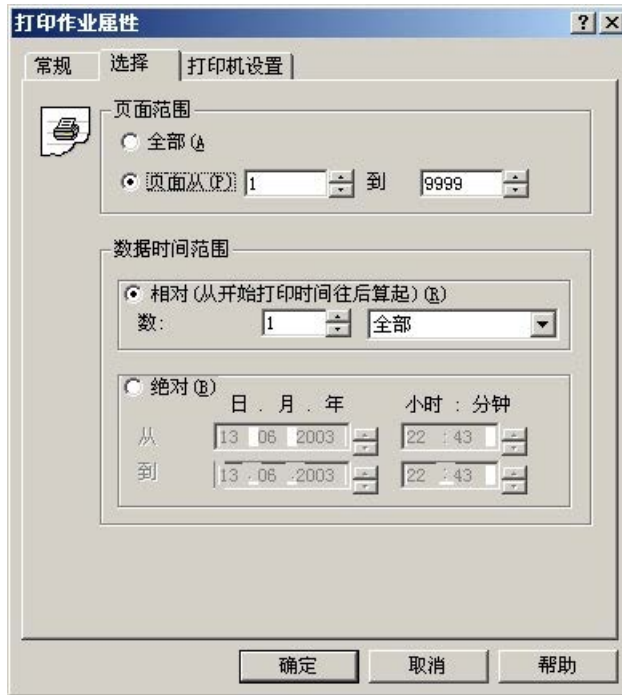 打印作业属性
常规 选择 打印机设置
页面范围
全部(A
页面从(P) 1 到 9999
数据时间范围
相对(从开始打印时间往后算起)(R)
数: 1 全部
绝对(B)
日 . 月 . 年 小时 : 分钟
从 13 06 2003 22 : 43
到 13 . 06 . 2003 22 : 43
确定 取消 帮助